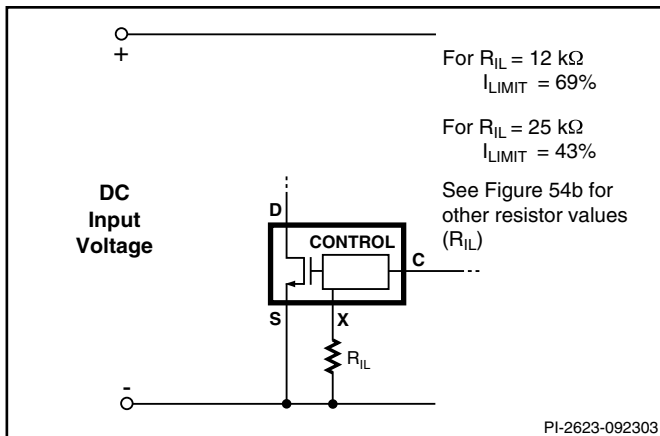 +
For R_IL = 12 kΩ
I_LIMIT = 69%
For R_IL = 25 kΩ
I_LIMIT = 43%
See Figure 54b for
other resistor values
(R_IL)
DC
Input
Voltage
D
CONTROL
C
S
X
R_IL
-
PI-2623-092303